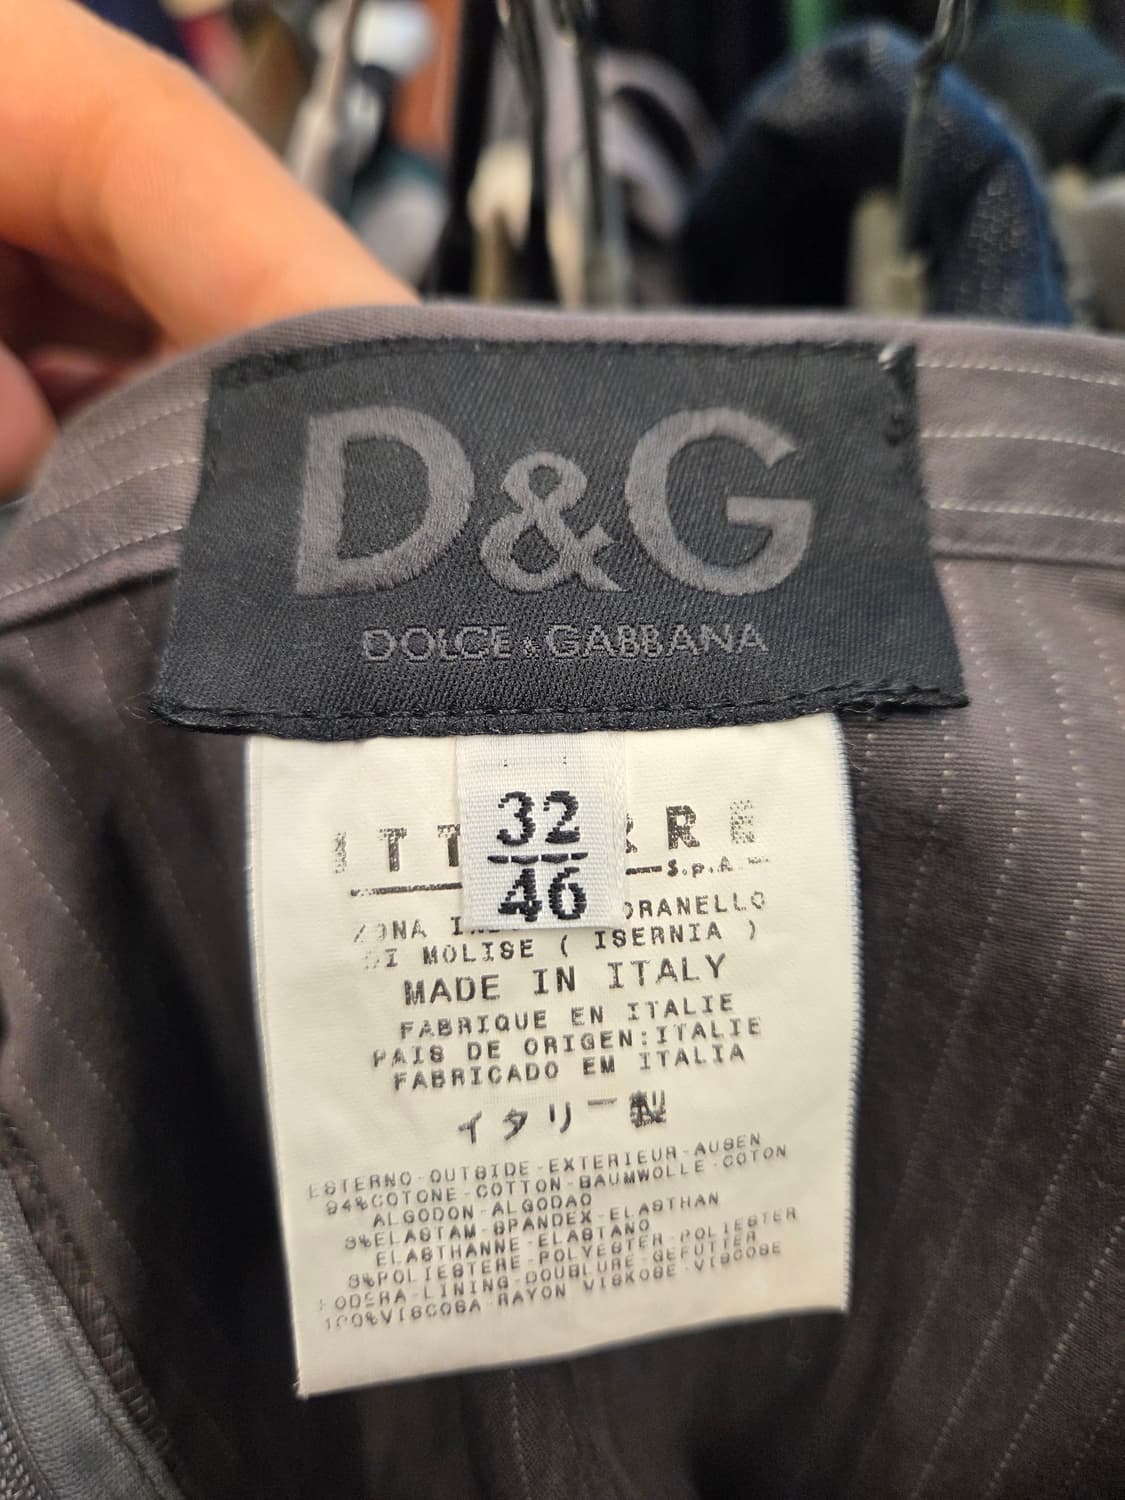 D&G
DOLCE & GABBANA
32
46
S.p.A.
DI MOLISE ( ISERNIA )
MADE IN ITALY
FABRIQUE EN ITALIE
PAIS DE ORIGEN:ITALIE
FABRICADO EM ITALIA
イタリー製
ESTERNO-OUTSIDE-EXTERIEUR-AUSEN
94%COTONE-COTTON-BAUMWOLLE-COTON
ALGODON-ALGODAO
3%ELASTAM-SPANDEX-ELASTHAN
ELASTHANNE-ELASTANO
3%POLIESTERE-POLYESTER-POLIESTER
FODERA-LINING-DOUBLURE-GEFUTTER
100%VISCOSA-RAYON VISKOSE-VISCOSE